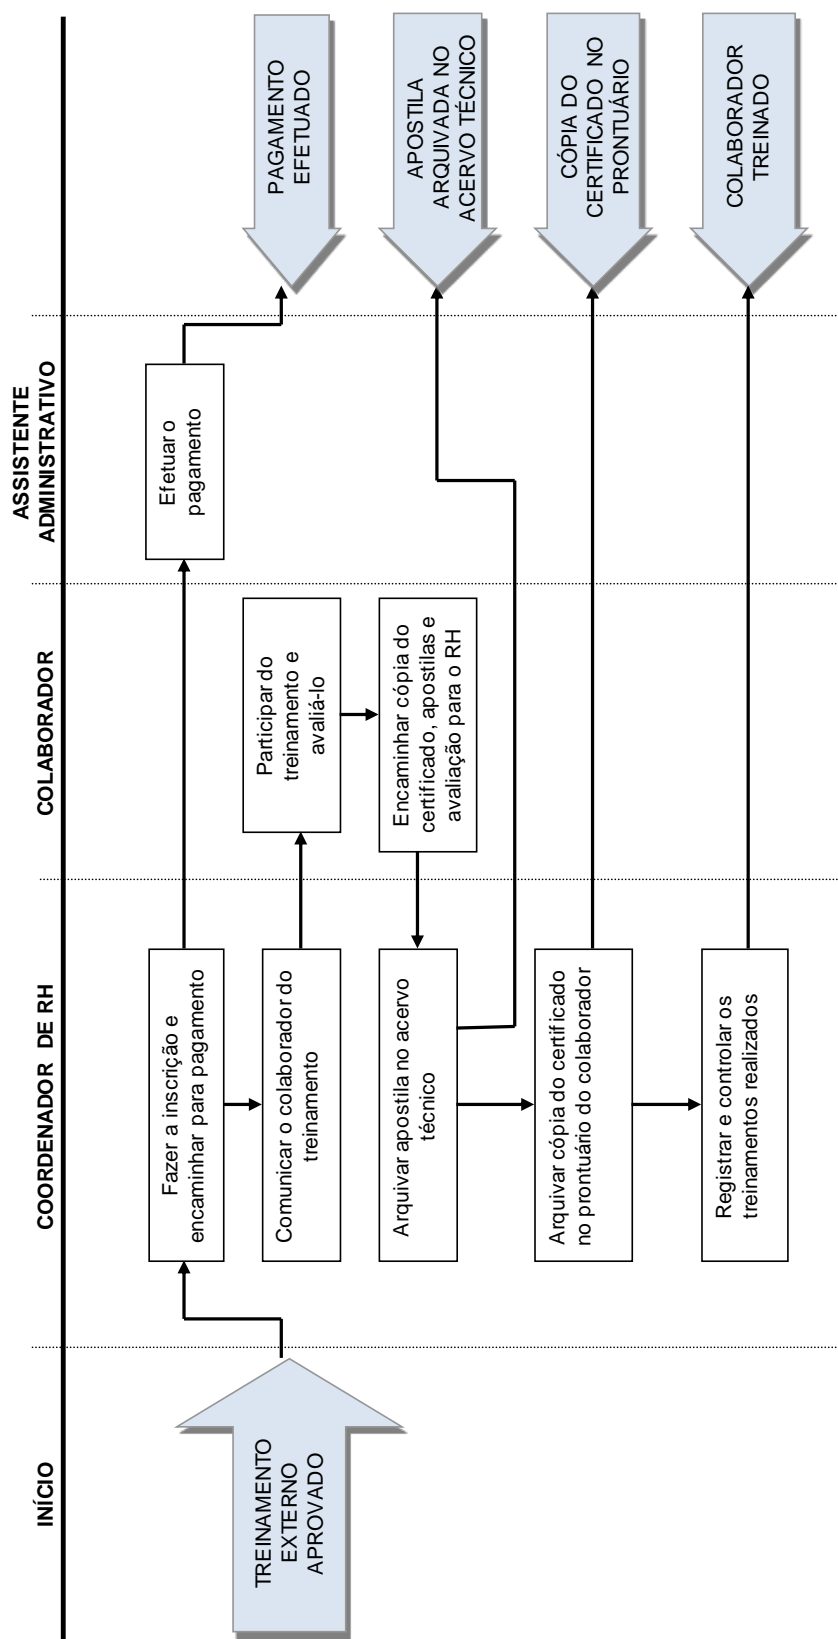 INÍCIO
COORDENADOR DE RH
COLABORADOR
ASSISTENTE
ADMINISTRATIVO
TREINAMENTO
EXTERNO
APROVADO
Fazer a inscrição e
encaminhar para pagamento
Efetuar o
pagamento
PAGAMENTO
EFETUADO
Comunicar o colaborador do
treinamento
Participar do
treinamento e
avaliá-lo
Encaminhar cópia do
certificado, apostilas e
avaliação para o RH
Arquivar apostila no acervo
técnico
APOSTILA
ARQUIVADA NO
ACERVO TÉCNICO
Arquivar cópia do certificado
no prontuário do colaborador
CÓPIA DO
CERTIFICADO NO
PRONTUÁRIO
Registrar e controlar os
treinamentos realizados
COLABORADOR
TREINADO